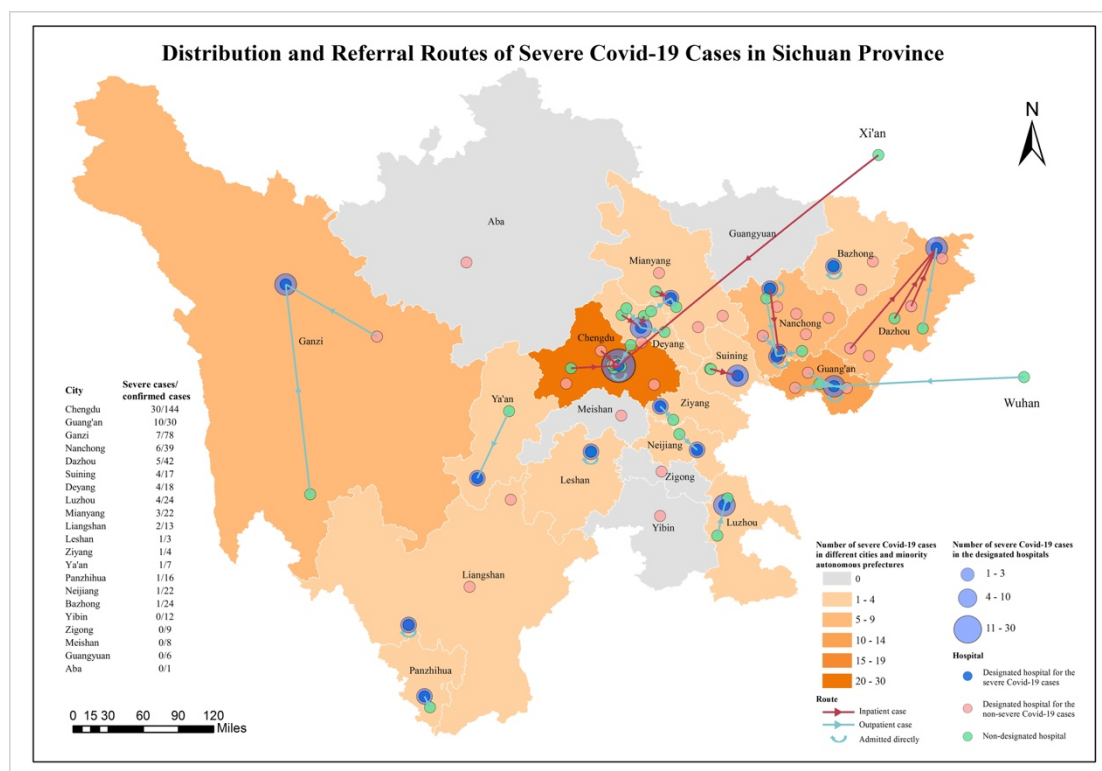 Distribution and Referral Routes of Severe Covid-19 Cases in Sichuan Province
N
Xi'an
Aba
Guangyuan
Bazhong
Mianyang
Nanchong
Dazhou
Ganzi
Chengdu
Deyang
Suining
Guang'an
Wuhan
Ya'an
Meishan
Ziyang
Neijiang
Leshan
Zigong
Yibin
Luzhou
Liangshan
Panzhihua
City Severe cases/
confirmed cases
Chengdu 30/144
Guang'an 10/30
Ganzi 7/78
Nanchong 6/39
Dazhou 5/42
Suining 4/17
Deyang 4/18
Luzhou 4/24
Mianyang 3/22
Liangshan 2/13
Leshan 1/3
Ziyang 1/4
Ya'an 1/7
Panzhihua 1/16
Neijiang 1/22
Bazhong 1/24
Yibin 0/12
Zigong 0/9
Meishan 0/8
Guangyuan 0/6
Aba 0/1
0 15 30 60 90 120
Miles
Number of severe Covid-19 cases
in different cities and minority
autonomous prefectures
0
1 - 4
5 - 9
10 - 14
15 - 19
20 - 30
Route
Inpatient case
Outpatient case
Admitted directly
Number of severe Covid-19 cases
in the designated hospitals
1 - 3
4 - 10
11 - 30
Hospital
Designated hospital for the
severe Covid-19 cases
Designated hospital for the
non-severe Covid-19 cases
Non-designated hospital